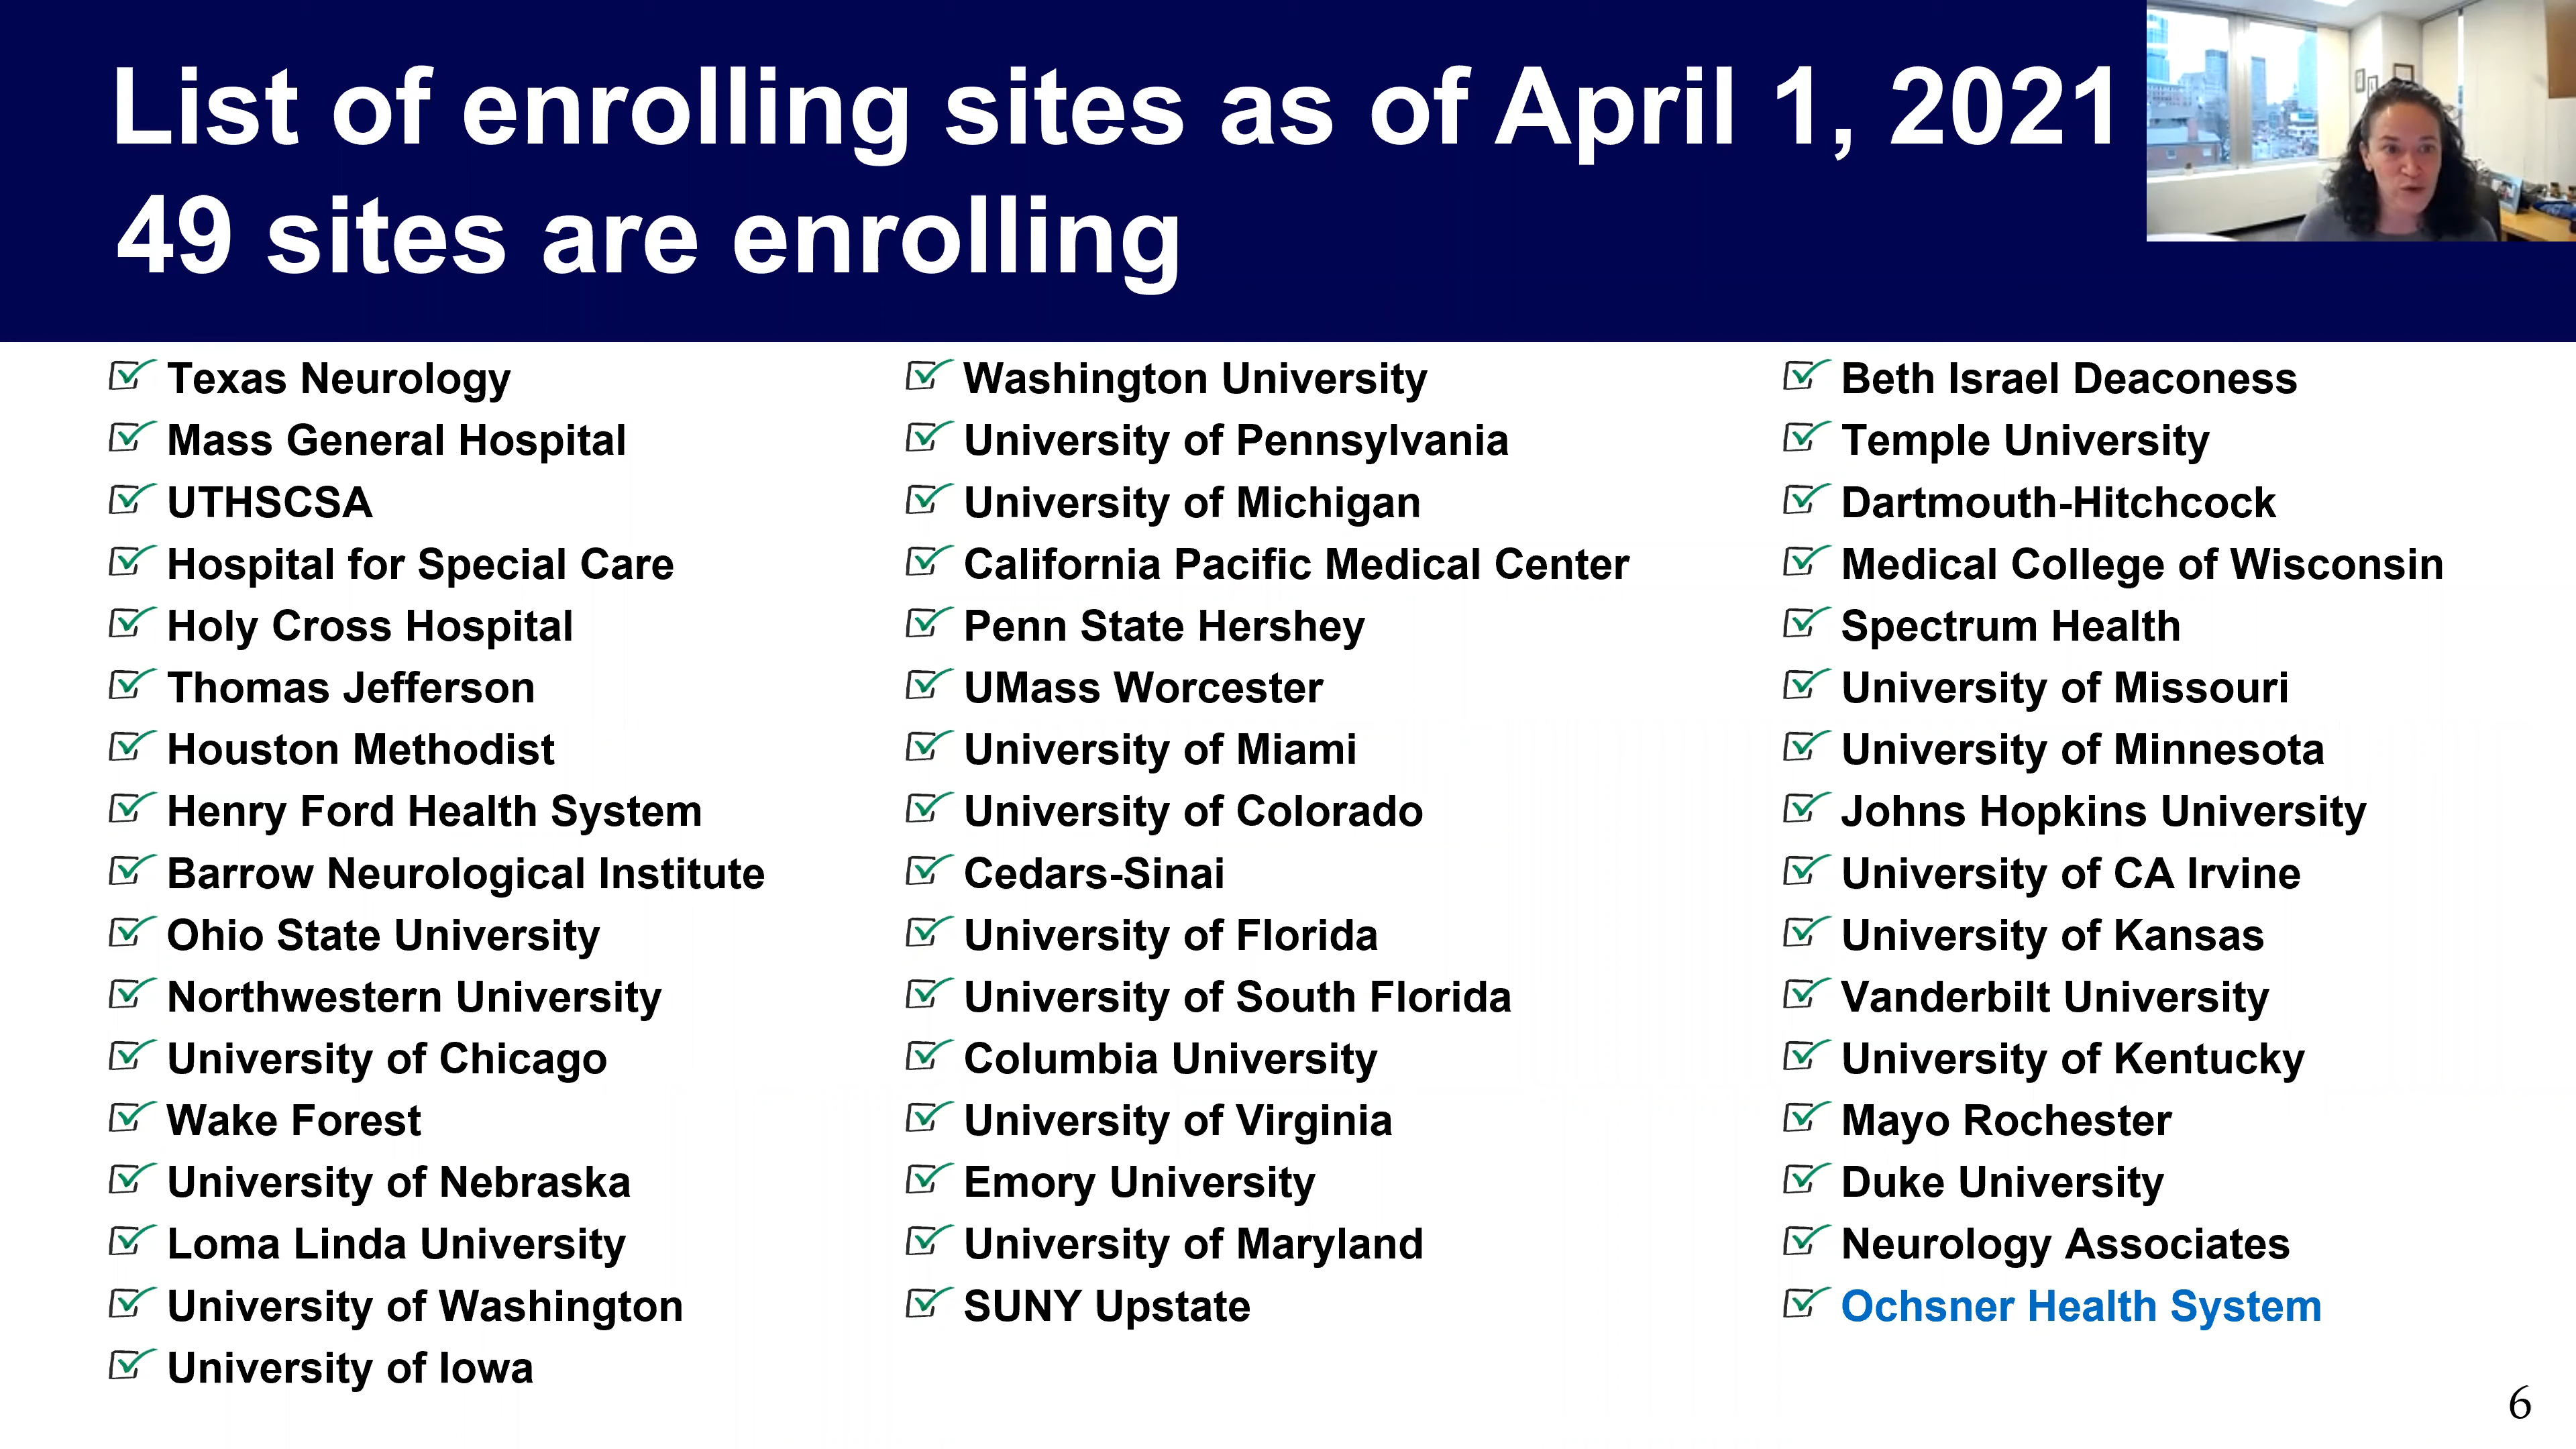 List of enrolling sites as of April 1, 2021
49 sites are enrolling
Texas Neurology
Mass General Hospital
UTHSCSA
Hospital for Special Care
Holy Cross Hospital
Thomas Jefferson
Houston Methodist
Henry Ford Health System
Barrow Neurological Institute
Ohio State University
Northwestern University
University of Chicago
Wake Forest
University of Nebraska
Loma Linda University
University of Washington
University of Iowa
Washington University
University of Pennsylvania
University of Michigan
California Pacific Medical Center
Penn State Hershey
UMass Worcester
University of Miami
University of Colorado
Cedars-Sinai
University of Florida
University of South Florida
Columbia University
University of Virginia
Emory University
University of Maryland
SUNY Upstate
Beth Israel Deaconess
Temple University
Dartmouth-Hitchcock
Medical College of Wisconsin
Spectrum Health
University of Missouri
University of Minnesota
Johns Hopkins University
University of CA Irvine
University of Kansas
Vanderbilt University
University of Kentucky
Mayo Rochester
Duke University
Neurology Associates
Ochsner Health System
6